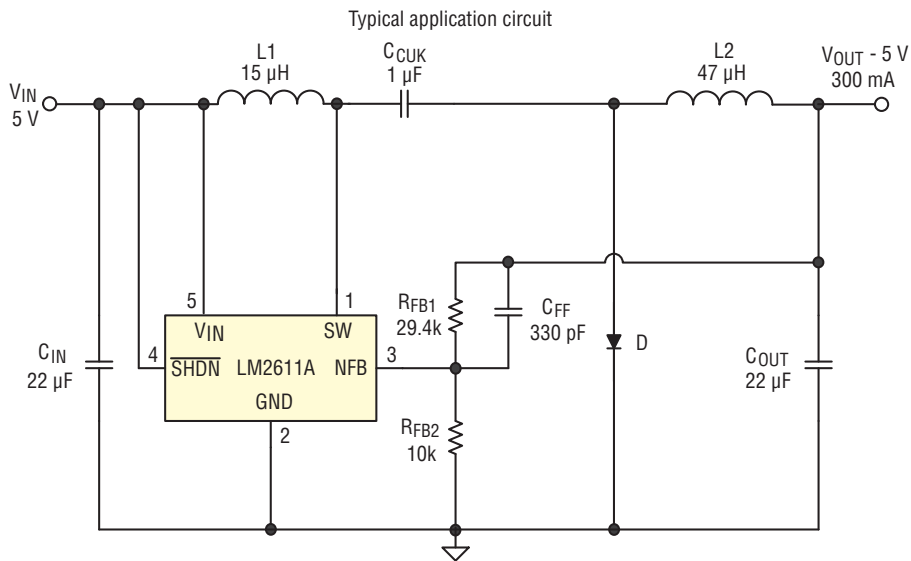 Typical application circuit
L1
15 µH
CCUK
1 µF
L2
47 µH
VOUT - 5 V
300 mA
VIN
5 V
5
VIN
1
SW
4
SHDN
LM2611A
NFB
3
GND
2
CIN
22 µF
RFB1
29.4k
CFF
330 pF
D
COUT
22 µF
RFB2
10k